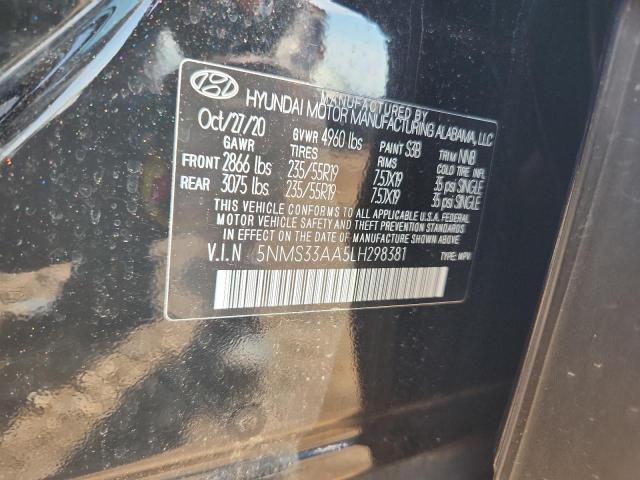 MANUFACTURED BY
HYUNDAI MOTOR MANUFACTURING ALABAMA, LLC
Oct/27/20 GVWR 4960 lbs PAINT S3B TRIM NNB
GAWR TIRES RIMS COLD TIRE INFL
FRONT 2866 lbs 235/55R19 7.5JX19 35 psi SINGLE
REAR 3075 lbs 235/55R19 7.5JX19 35 psi SINGLE
THIS VEHICLE CONFORMS TO ALL APPLICABLE U.S.A. FEDERAL
MOTOR VEHICLE SAFETY AND THEFT PREVENTION STANDARDS
IN EFFECT ON THE DATE OF MANUFACTURE SHOWN ABOVE.
V.I.N 5NMS33AA5LH298381 TYPE: MPV